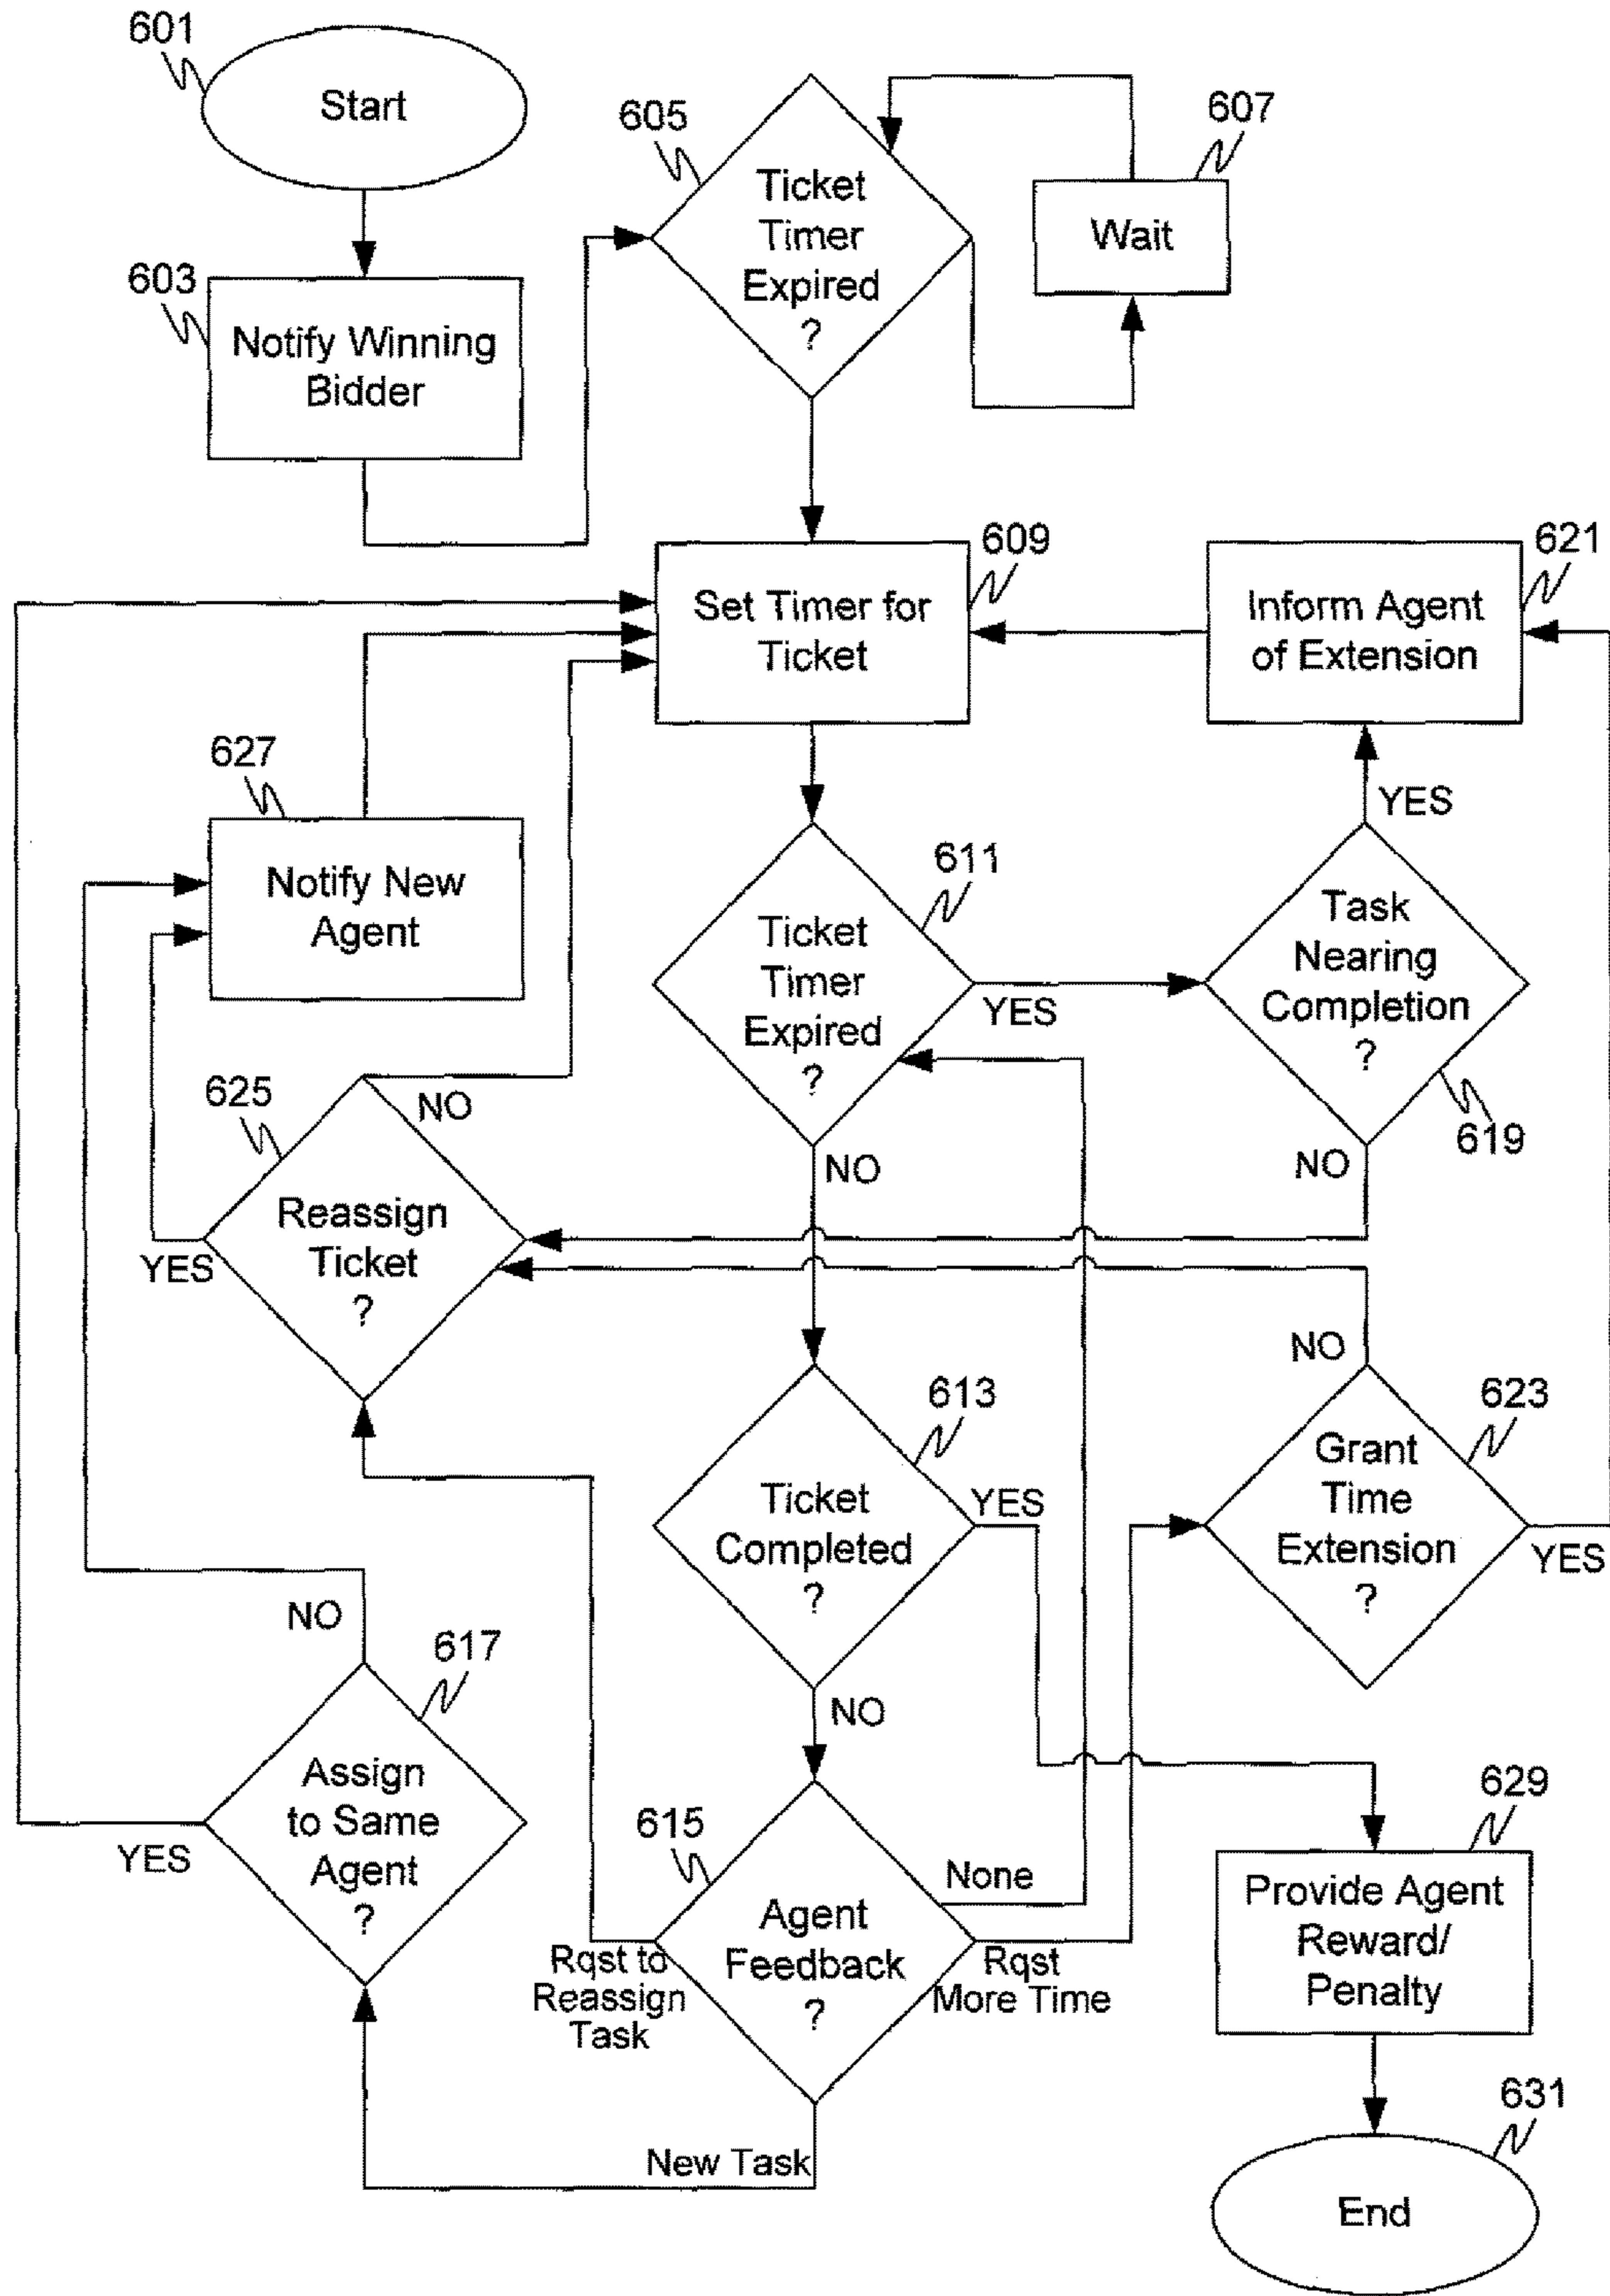 601
Start
603
Notify Winning
Bidder
605
Ticket
Timer
Expired
?
607
Wait
609
Set Timer for
Ticket
621
Inform Agent
of Extension
627
Notify New
Agent
611
Ticket
Timer
Expired
?
YES
NO
YES
Task
Nearing
Completion
?
619
NO
625
NO
Reassign
Ticket
?
YES
613
Ticket
Completed
?
YES
NO
NO
623
Grant
Time
Extension
?
YES
NO
617
Assign
to Same
Agent
?
YES
615
Agent
Feedback
?
None
Rqst to
Reassign
Task
Rqst
More Time
New Task
629
Provide Agent
Reward/
Penalty
631
End